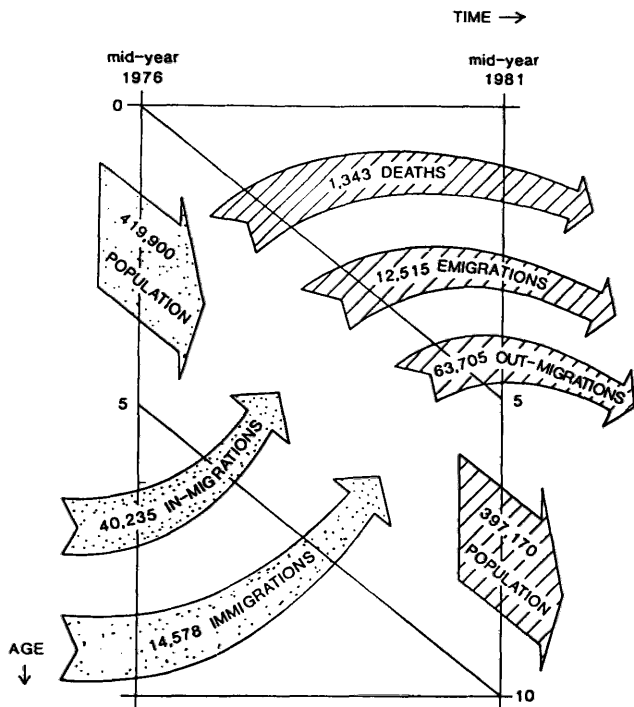 TIME →
mid-year
1976
mid-year
1981
0
1,343 DEATHS
419,900
POPULATION
12,515 EMIGRATIONS
63,705 OUT-MIGRATIONS
5
5
40,235 IN-MIGRATIONS
397,170
POPULATION
14,578 IMMIGRATIONS
AGE
↓
10